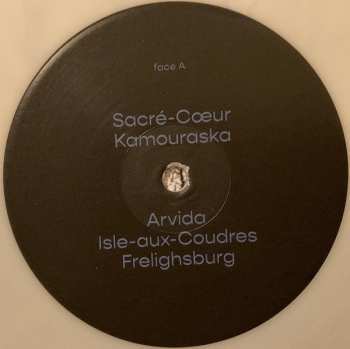 face A
Sacré-Cœur
Kamouraska
Arvida
Isle-aux-Coudres
Frelighsburg